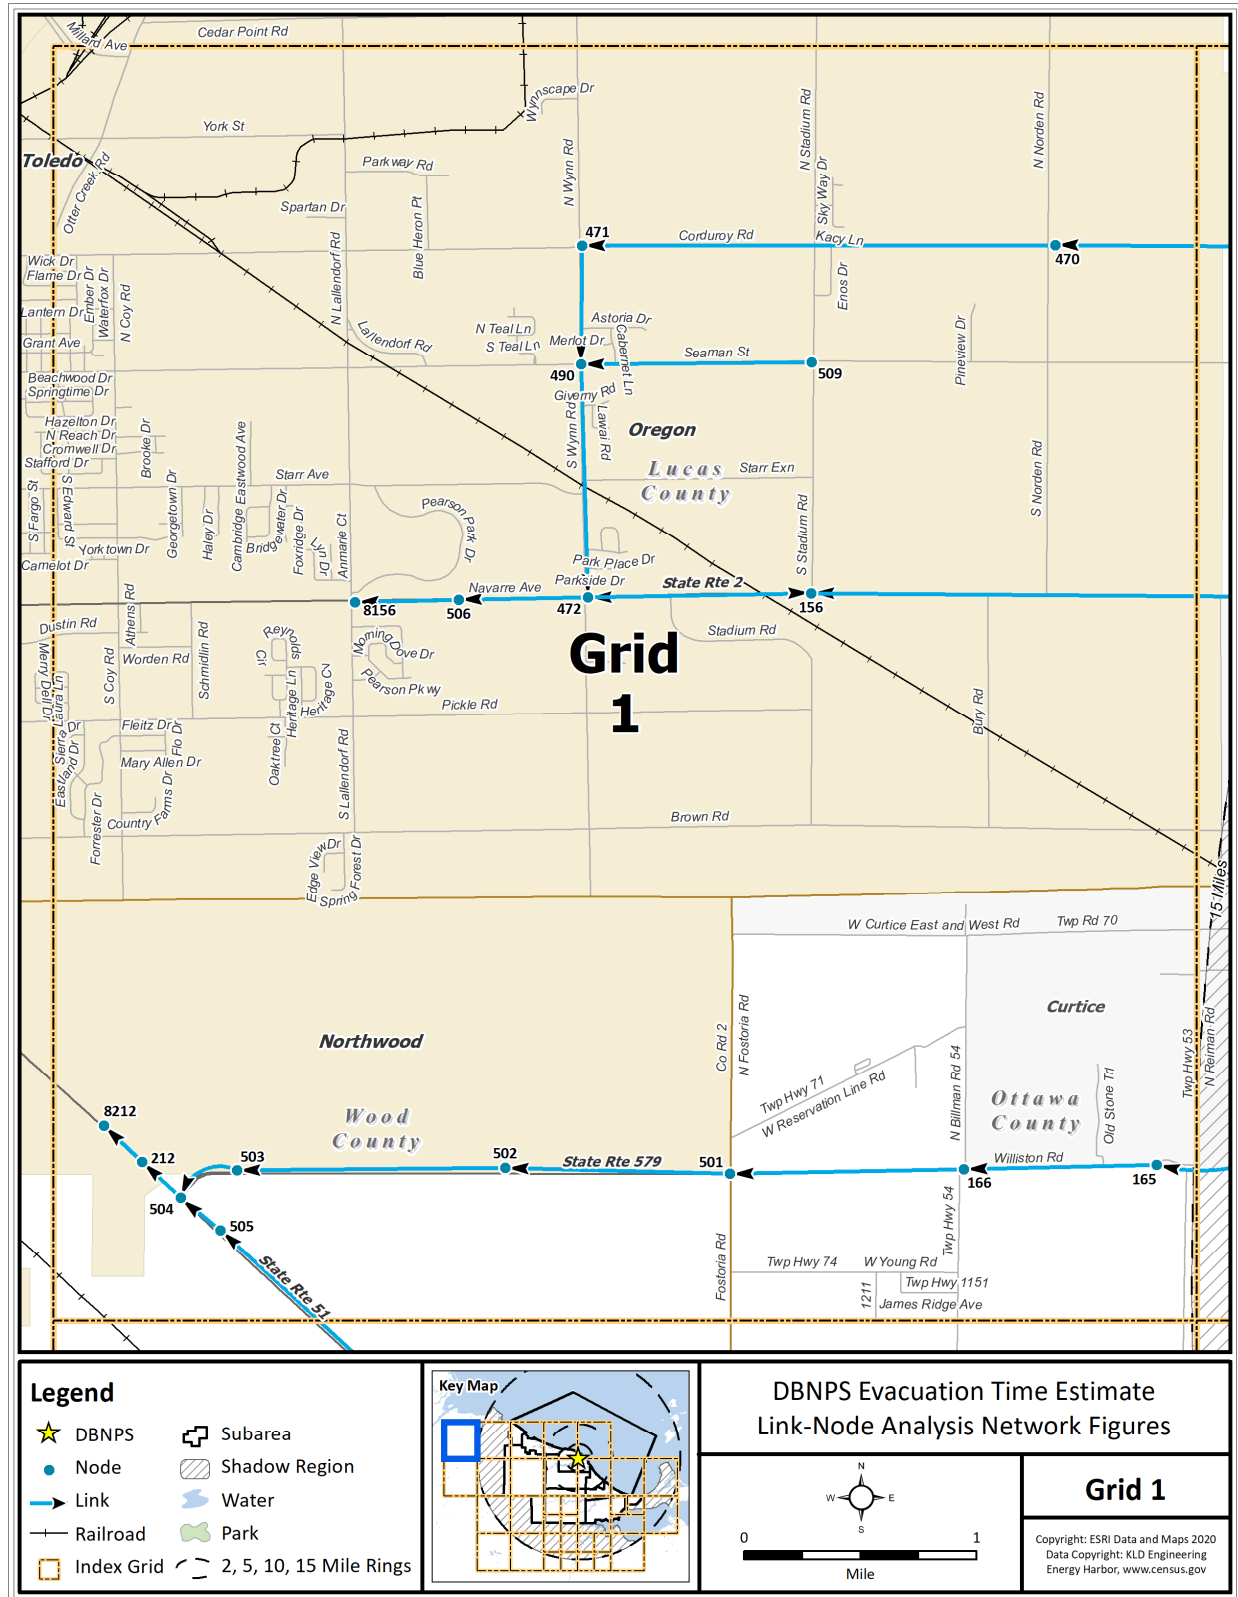 Millard Ave
Cedar Point Rd
Wynnscape Dr
York St
N Wynn Rd
N Stadium Rd
N Norden Rd
Toledo
Otter Creek Rd
Parkway Rd
Sky Way Dr
Spartan Dr
Blue Heron Pt
471
Corduroy Rd
Kacy Ln
470
N Lallendorf Rd
Wick Dr
Flame Dr
Ember Dr
Waterfox Dr
N Coy Rd
Enos Dr
Lantern Dr
Lallendorf Rd
N Teal Ln
S Teal Ln
Astoria Dr
Merlot Dr
Cabernet Ln
Seaman St
Pineview Dr
Grant Ave
490
509
Beachwood Dr
Springtime Dr
Giverny Rd
S Wynn Rd
Lawai Rd
Oregon
Hazelton Dr
N Reach Dr
Cromwell Dr
Stafford Dr
Brooke Dr
Cambridge Eastwood Ave
Starr Ave
Lucas
County
Starr Exn
S Norden Rd
S Fargo St
S Edward St
Georgetown Dr
Haley Dr
Bridgewater Dr
Foxridge Dr
Lyn Dr
Anmarie Ct
Pearson Park Dr
S Stadium Rd
Yorktown Dr
Camelot Dr
Park Place Dr
Parkside Dr
State Rte 2
Navarre Ave
8156
506
472
156
Athens Rd
Dustin Rd
Stadium Rd
Merry Dell Dr
Laura Ln
S Coy Rd
Worden Rd
Schmidlin Rd
Reynolds
Cir
Heritage Ln
Heritage Cv
Morning Dove Dr
Pearson Pkwy
Grid
1
Pickle Rd
Bury Rd
Sierra Dr
Eastland Dr
Fleitz Dr
Flo Dr
Mary Allen Dr
Oaktree Ct
S Lallendorf Rd
Forrester Dr
Country Farms Dr
Brown Rd
Edge View Dr
Spring Forest Dr
15 Miles
W Curtice East and West Rd
Twp Rd 70
Northwood
Co Rd 2
N Fostoria Rd
Curtice
Twp Hwy 53
N Reiman Rd
Twp Hwy 71
W Reservation Line Rd
N Billman Rd 54
Ottawa
County
Old Stone T:1
8212
Wood
County
212
503
502
State Rte 579
501
Williston Rd
166
165
504
505
State Rte 51
Fostoria Rd
Twp Hwy 54
Twp Hwy 74
W Young Rd
Twp Hwy 1151
1211
James Ridge Ave
Legend
DBNPS
Node
Link
Railroad
Index Grid
Subarea
Shadow Region
Water
Park
2, 5, 10, 15 Mile Rings
Key Map
DBNPS Evacuation Time Estimate
Link-Node Analysis Network Figures
N
W
E
S
0
1
Mile
Grid 1
Copyright: ESRI Data and Maps 2020
Data Copyright: KLD Engineering
Energy Harbor, www.census.gov